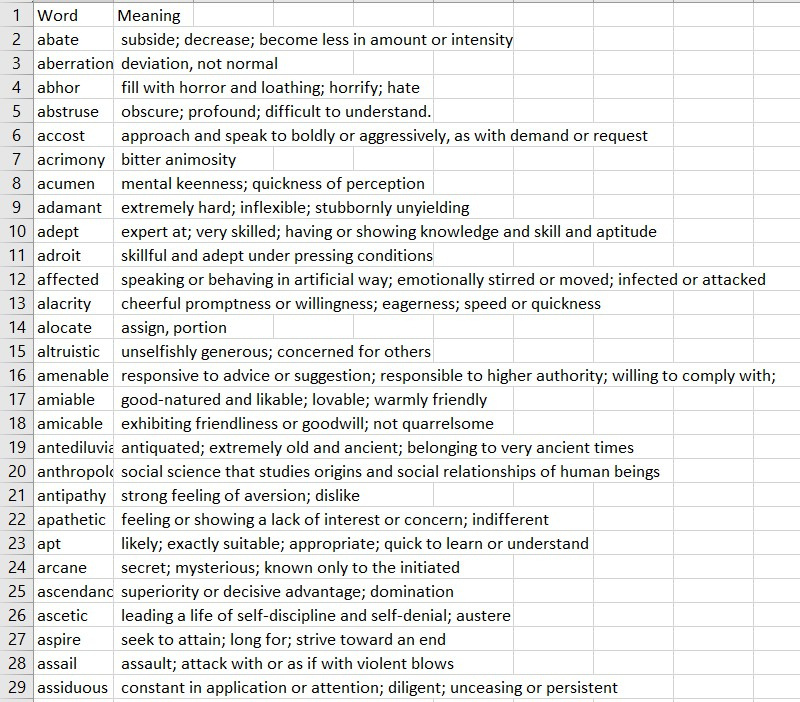 1 Word Meaning
2 abate subside; decrease; become less in amount or intensity
3 aberration deviation, not normal
4 abhor fill with horror and loathing; horrify; hate
5 abstruse obscure; profound; difficult to understand.
6 accost approach and speak to boldly or aggressively, as with demand or request
7 acrimony bitter animosity
8 acumen mental keenness; quickness of perception
9 adamant extremely hard; inflexible; stubbornly unyielding
10 adept expert at; very skilled; having or showing knowledge and skill and aptitude
11 adroit skillful and adept under pressing conditions
12 affected speaking or behaving in artificial way; emotionally stirred or moved; infected or attacked
13 alacrity cheerful promptness or willingness; eagerness; speed or quickness
14 alocate assign, portion
15 altruistic unselfishly generous; concerned for others
16 amenable responsive to advice or suggestion; responsible to higher authority; willing to comply with;
17 amiable good-natured and likable; lovable; warmly friendly
18 amicable exhibiting friendliness or goodwill; not quarrelsome
19 antediluvia antiquated; extremely old and ancient; belonging to very ancient times
20 anthropolo social science that studies origins and social relationships of human beings
21 antipathy strong feeling of aversion; dislike
22 apathetic feeling or showing a lack of interest or concern; indifferent
23 apt likely; exactly suitable; appropriate; quick to learn or understand
24 arcane secret; mysterious; known only to the initiated
25 ascendanc superiority or decisive advantage; domination
26 ascetic leading a life of self-discipline and self-denial; austere
27 aspire seek to attain; long for; strive toward an end
28 assail assault; attack with or as if with violent blows
29 assiduous constant in application or attention; diligent; unceasing or persistent